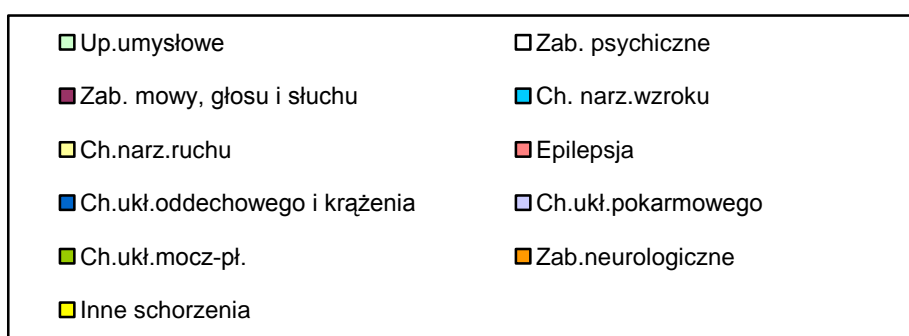 Up.umysłowe
Zab. psychiczne
Zab. mowy, głosu i słuchu
Ch. narz.wzroku
Ch.narz.ruchu
Epilepsja
Ch.ukł.oddechowego i krążenia
Ch.ukł.pokarmowego
Ch.ukł.mocz-pł.
Zab.neurologiczne
Inne schorzenia